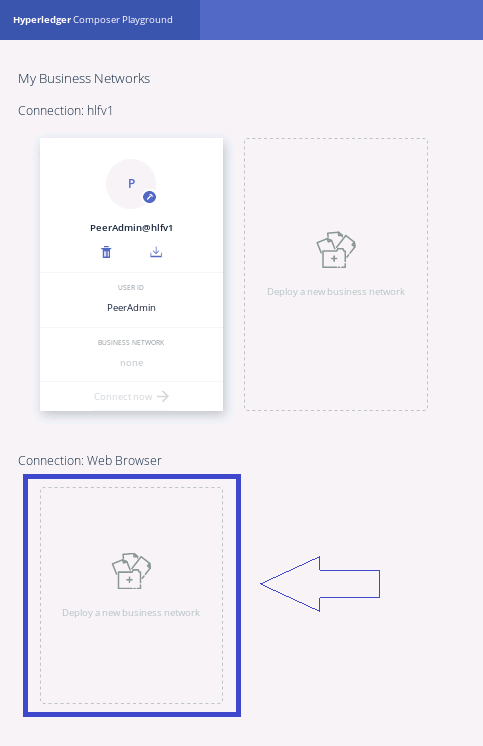 Hyperledger Composer Playground
My Business Networks
Connection: hlfv1
P
PeerAdmin@hlfv1
USER ID
PeerAdmin
BUSINESS NETWORK
none
Connect now
Deploy a new business network
Connection: Web Browser
Deploy a new business network